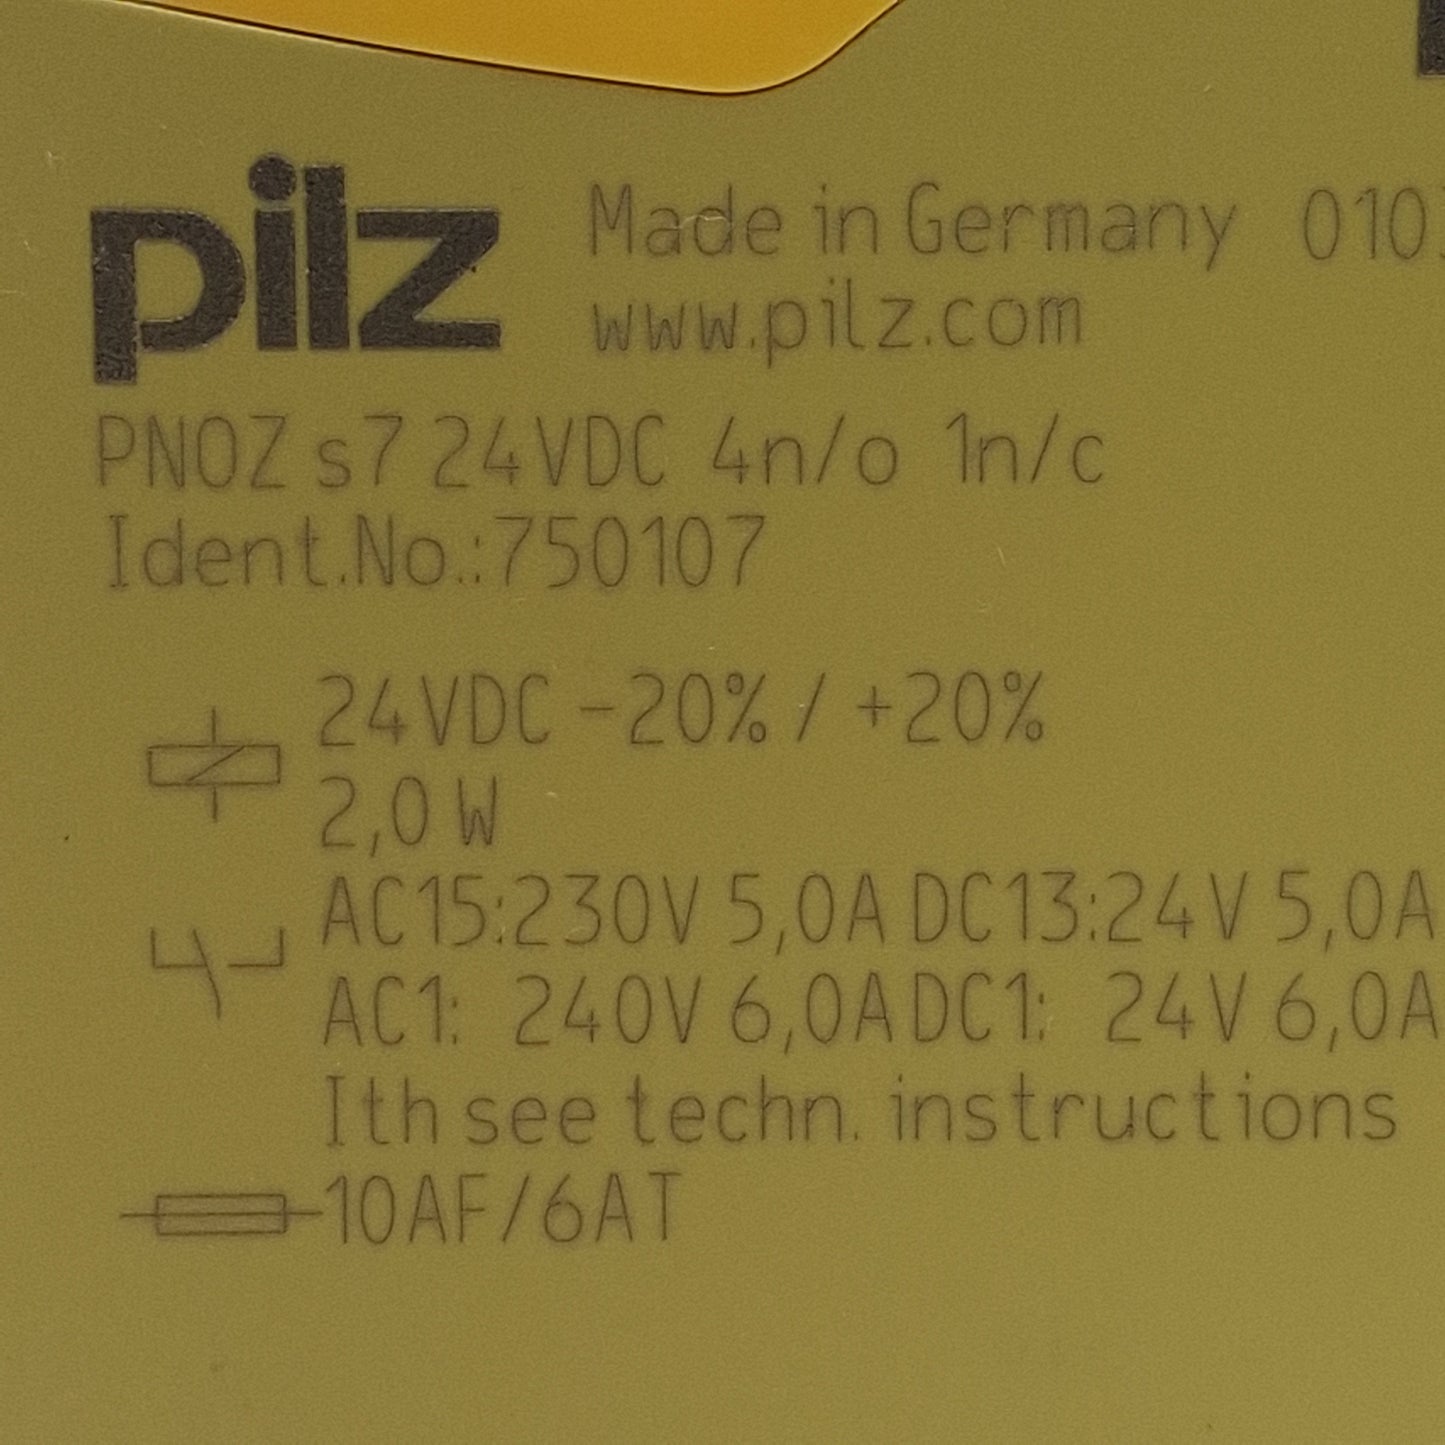 pilz
Made in Germany 010
www.pilz.com
PNOZ s7 24VDC 4n/o 1n/c
Ident.No.:750107
24VDC -20% / +20%
2,0 W
AC15:230V 5,0A DC13:24V 5,0A
AC1: 240V 6,0A DC1: 24V 6,0A
Ith see techn. instructions
10AF/6AT